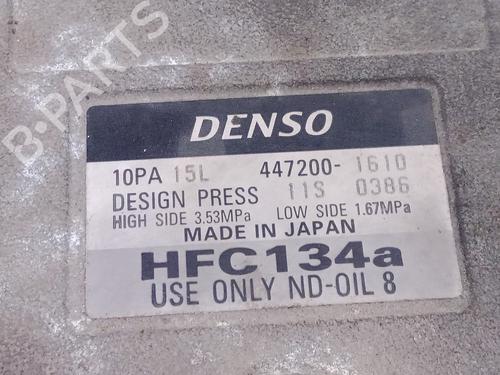 B-PARTS
DENSO
10PA 15L 447200-1610
DESIGN PRESS 11S 0386
HIGH SIDE 3.53MPa LOW SIDE 1.67MPa
MADE IN JAPAN
HFC134a
USE ONLY ND-OIL 8